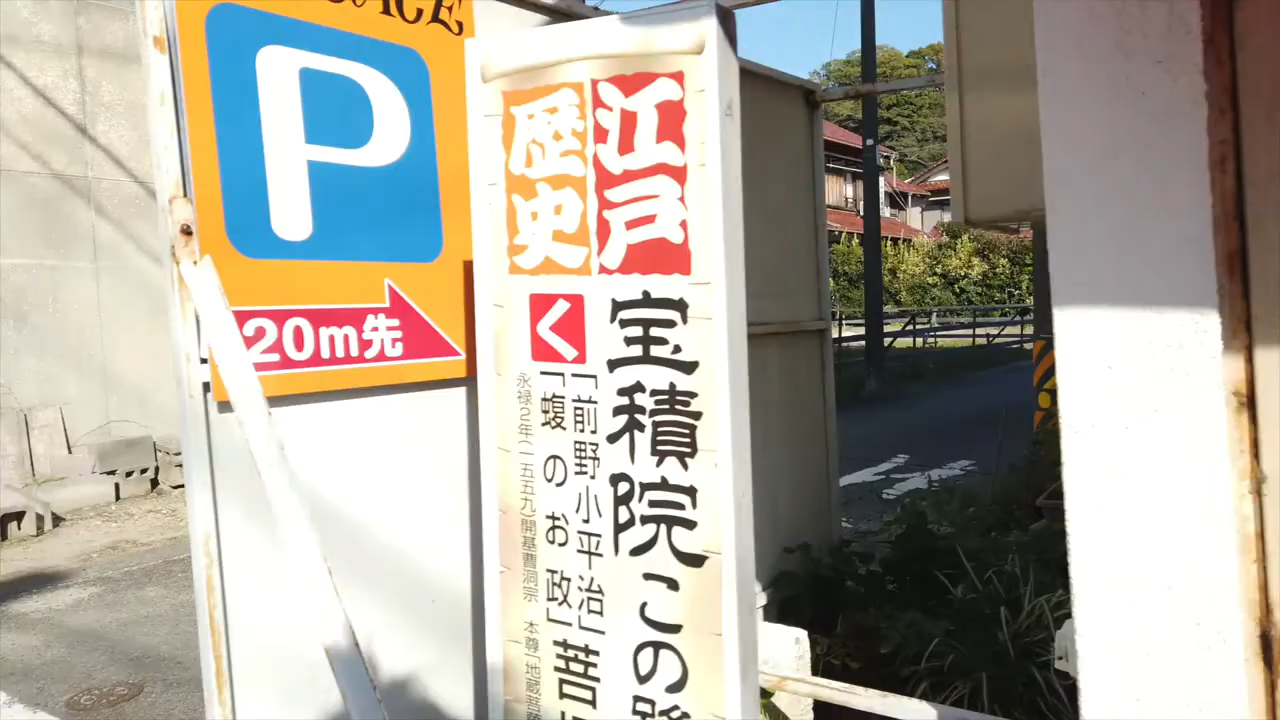 P
20m先
江戸
歴史
宝積院この
く
「前野小平治」
「蝮のお政」菩
永禄2年(一五五九)開基曹洞宗 本尊「地蔵菩